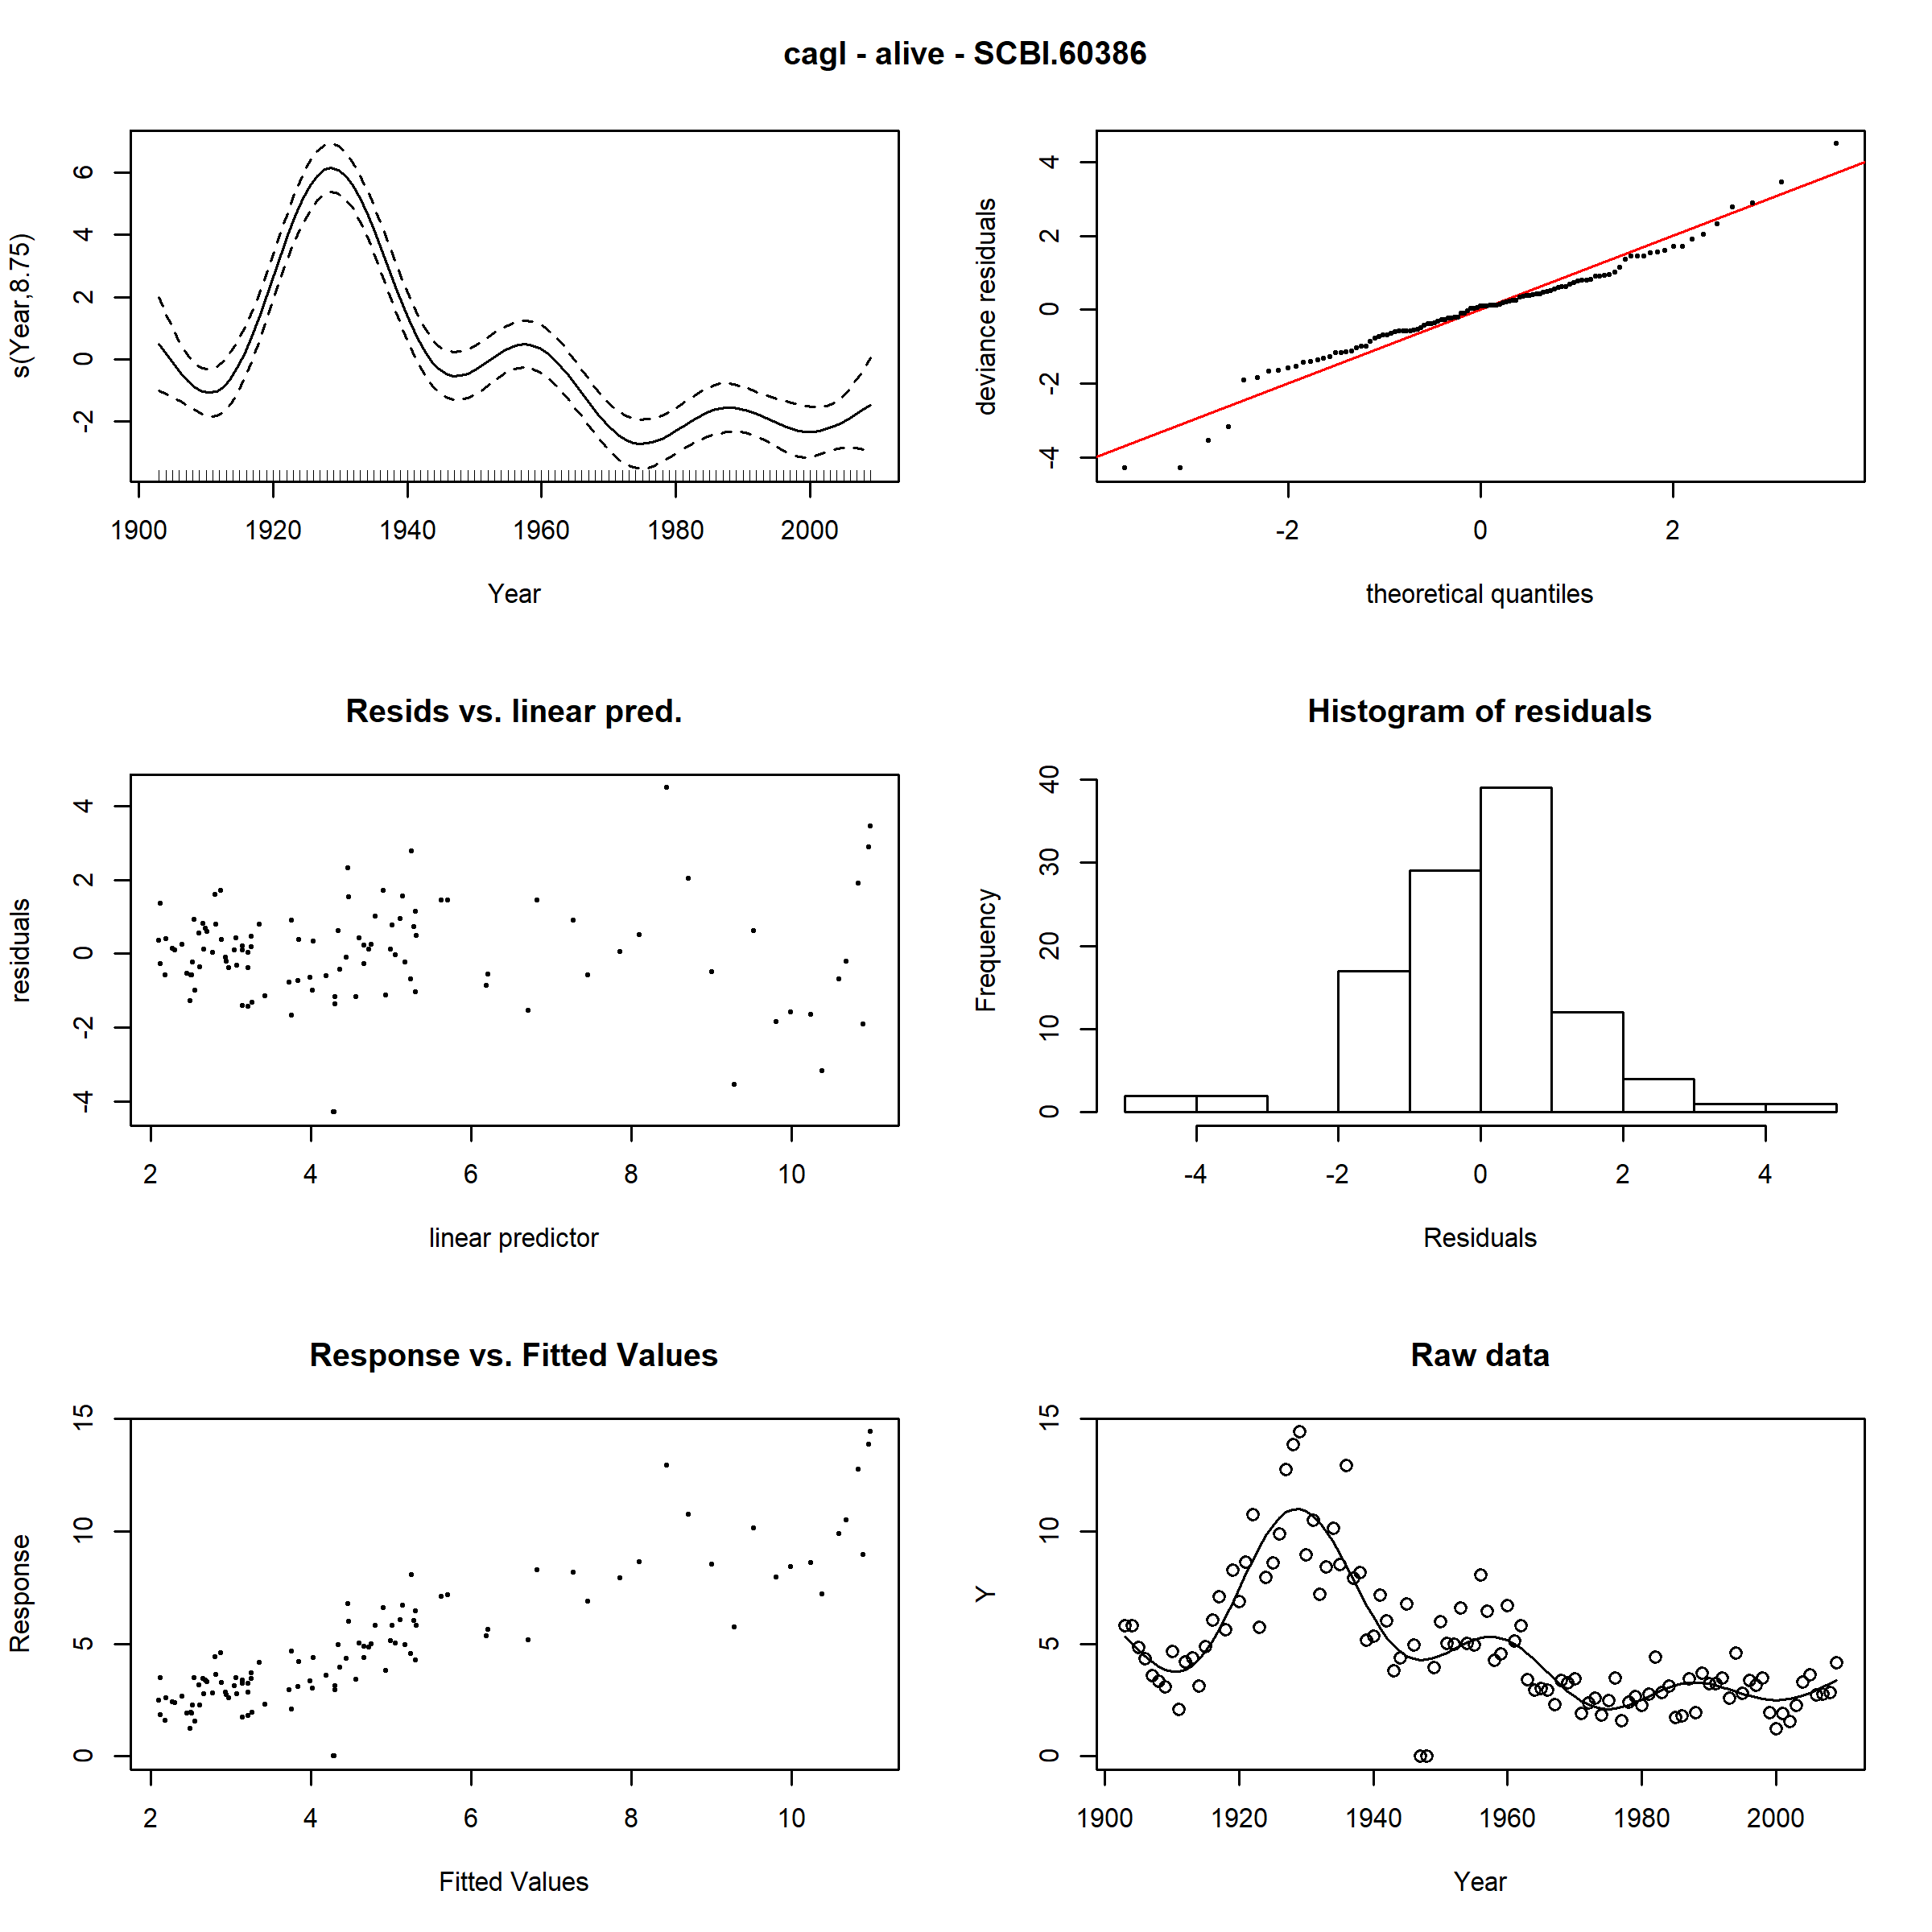 cagl - alive - SCBI.60386
s(Year,8.75)
6
4
2
0
-2
1900 1920 1940 1960 1980 2000
Year
deviance residuals
4
2
0
-2
-4
-2 0 2
theoretical quantiles
Resids vs. linear pred.
residuals
4
2
0
-2
-4
2 4 6 8 10
linear predictor
Histogram of residuals
Frequency
40
30
20
10
0
-4 -2 0 2 4
Residuals
Response vs. Fitted Values
Response
15
10
5
0
2 4 6 8 10
Fitted Values
Raw data
Y
15
10
5
0
1900 1920 1940 1960 1980 2000
Year